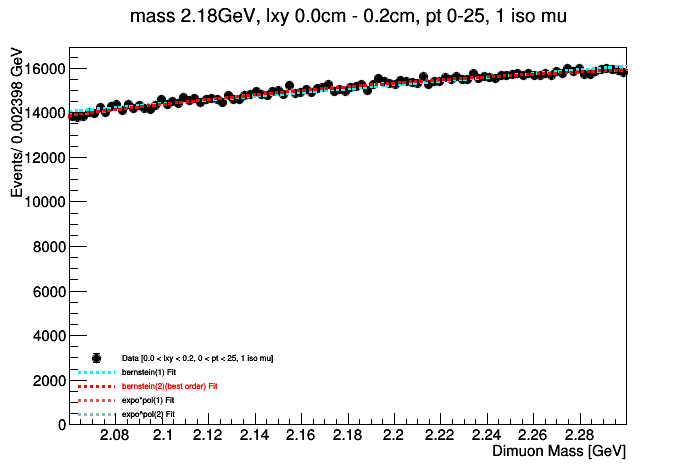 mass 2.18GeV, lxy 0.0cm - 0.2cm, pt 0-25, 1 iso mu
Events/ 0.002398 GeV
16000
14000
12000
10000
8000
6000
4000
2000
0
Data [0.0 < lxy < 0.2, 0 < pt < 25, 1 iso mu]
bernstein(1) Fit
bernstein(2)(best order) Fit
expo*pol(1) Fit
expo*pol(2) Fit
2.08 2.1 2.12 2.14 2.16 2.18 2.2 2.22 2.24 2.26 2.28
Dimuon Mass [GeV]